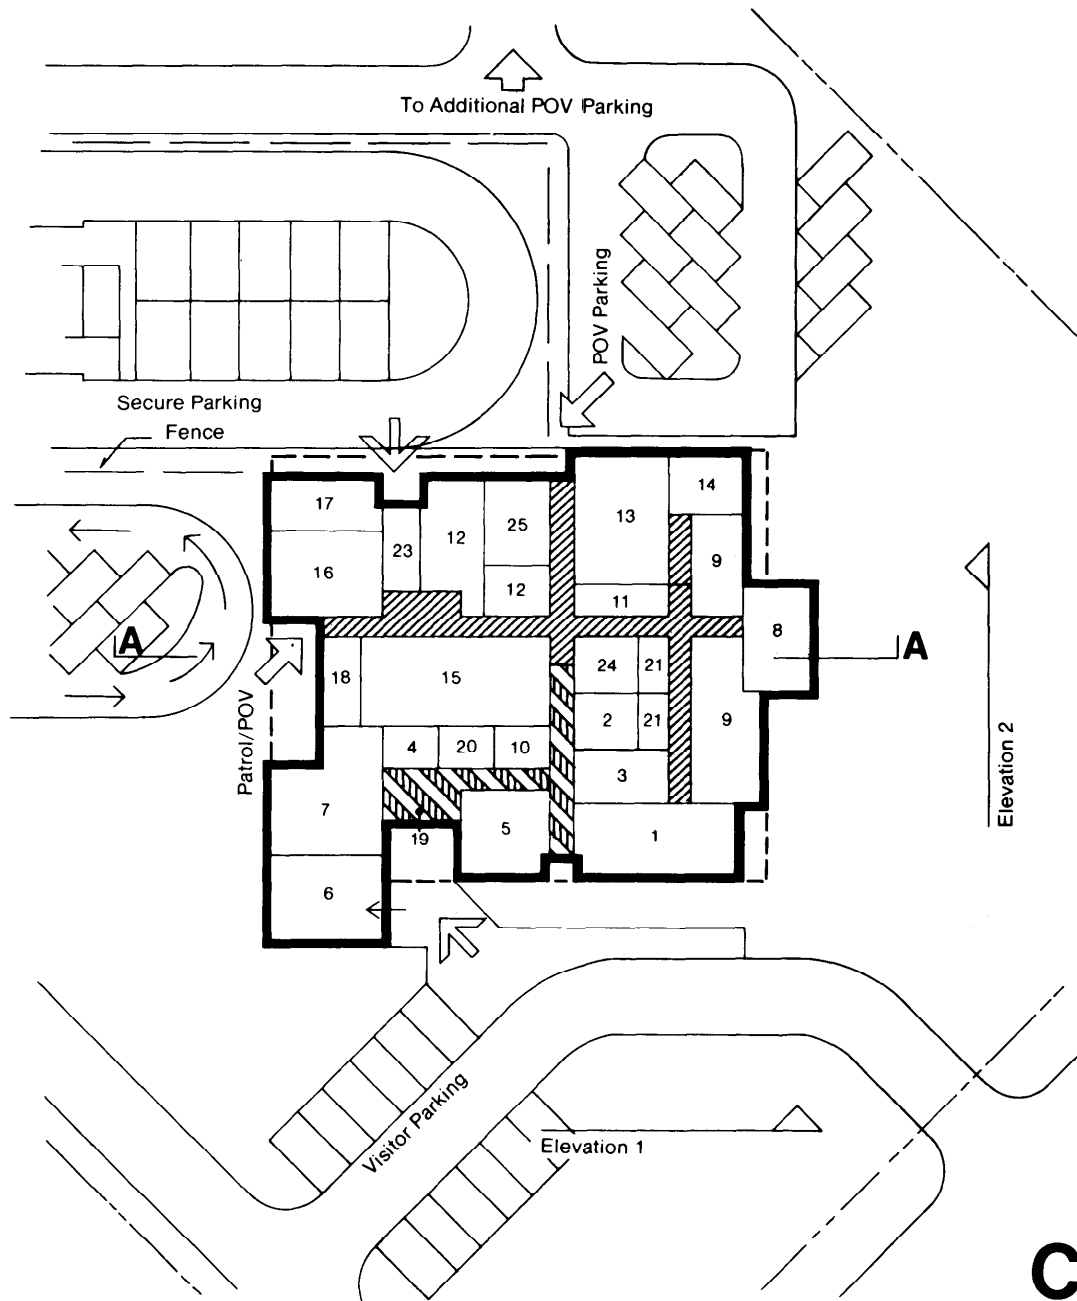 To Additional POV Parking
POV Parking
Secure Parking
Fence
17
23
12
25
13
14
16
12
11
9
8
A
A
18
15
24
21
2
21
9
Patrol/POV
4
20
10
3
7
19
5
1
6
Elevation 2
Visitor Parking
Elevation 1
C